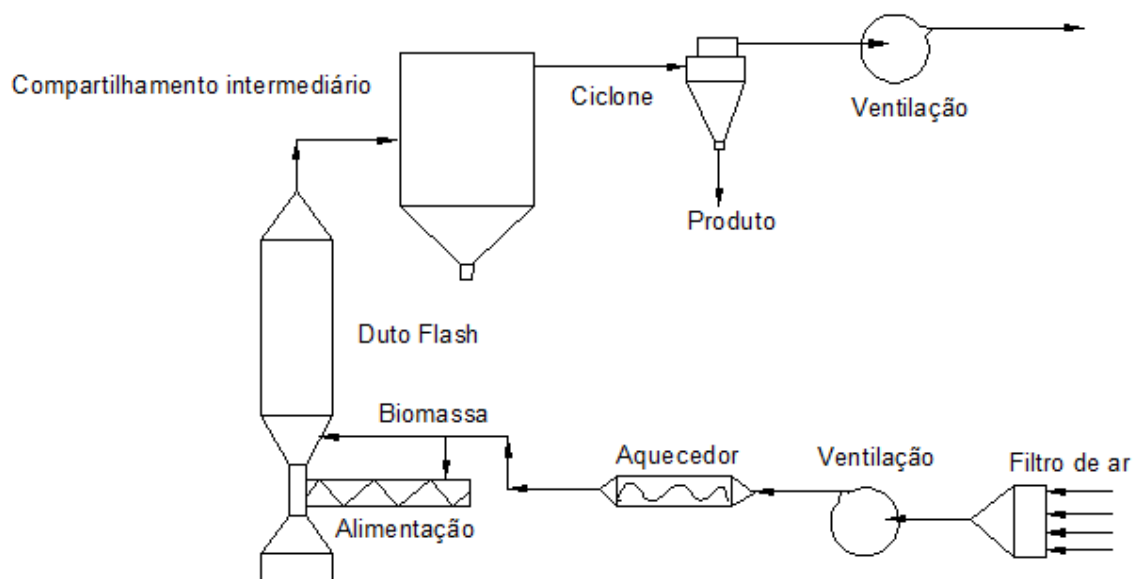 Compartilhamento intermediário
Ciclone
Ventilação
Produto
Duto Flash
Biomassa
Aquecedor
Ventilação
Filtro de ar
Alimentação